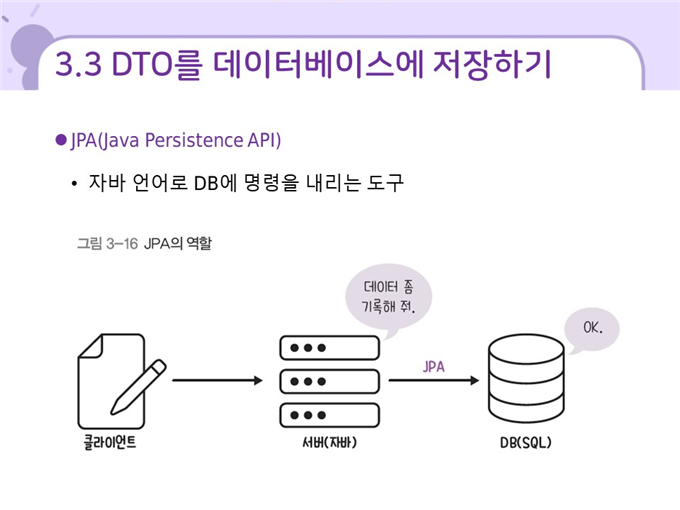 3.3 DTO를 데이터베이스에 저장하기
●JPA(Java Persistence API)
• 자바 언어로 DB에 명령을 내리는 도구
그림 3-16 JPA의 역할
데이터 좀
기록해 줘.
OK.
JPA
클라이언트
서버(자바)
DB(SQL)